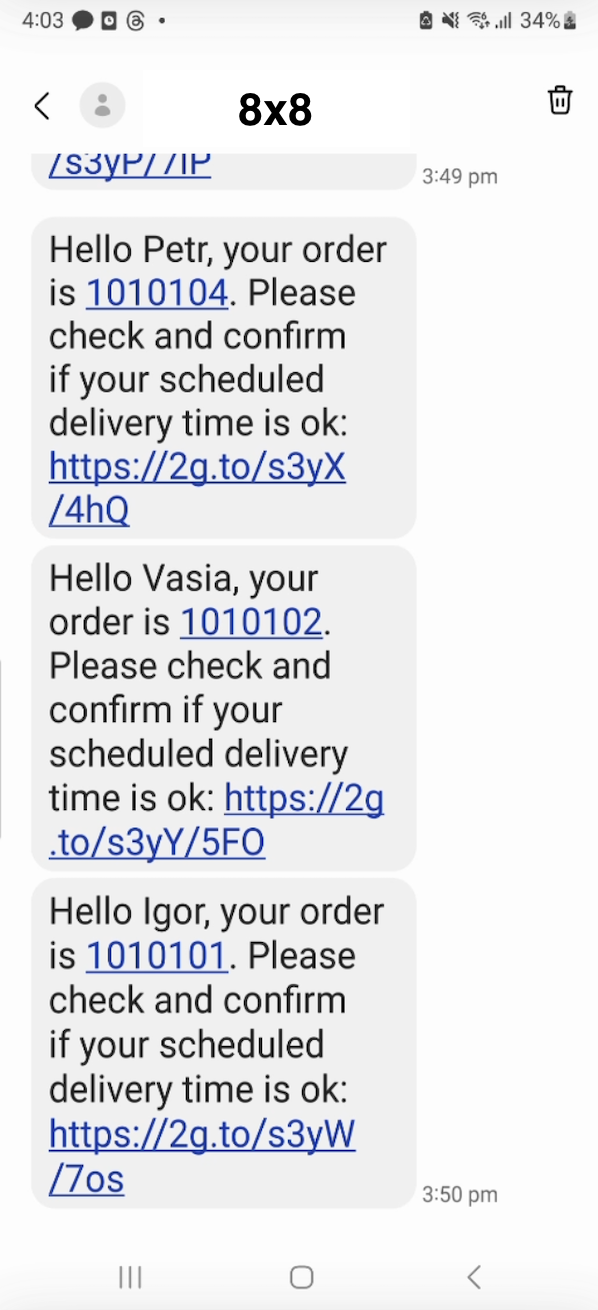 4:03
34%
8x8
/s3yP/7IP
3:49 pm
Hello Petr, your order
is 1010104. Please
check and confirm
if your scheduled
delivery time is ok:
https://2g.to/s3yX
/4hQ
Hello Vasia, your
order is 1010102.
Please check and
confirm if your
scheduled delivery
time is ok: https://2g
.to/s3yY/5FO
Hello Igor, your order
is 1010101. Please
check and confirm
if your scheduled
delivery time is ok:
https://2g.to/s3yW
/7os
3:50 pm